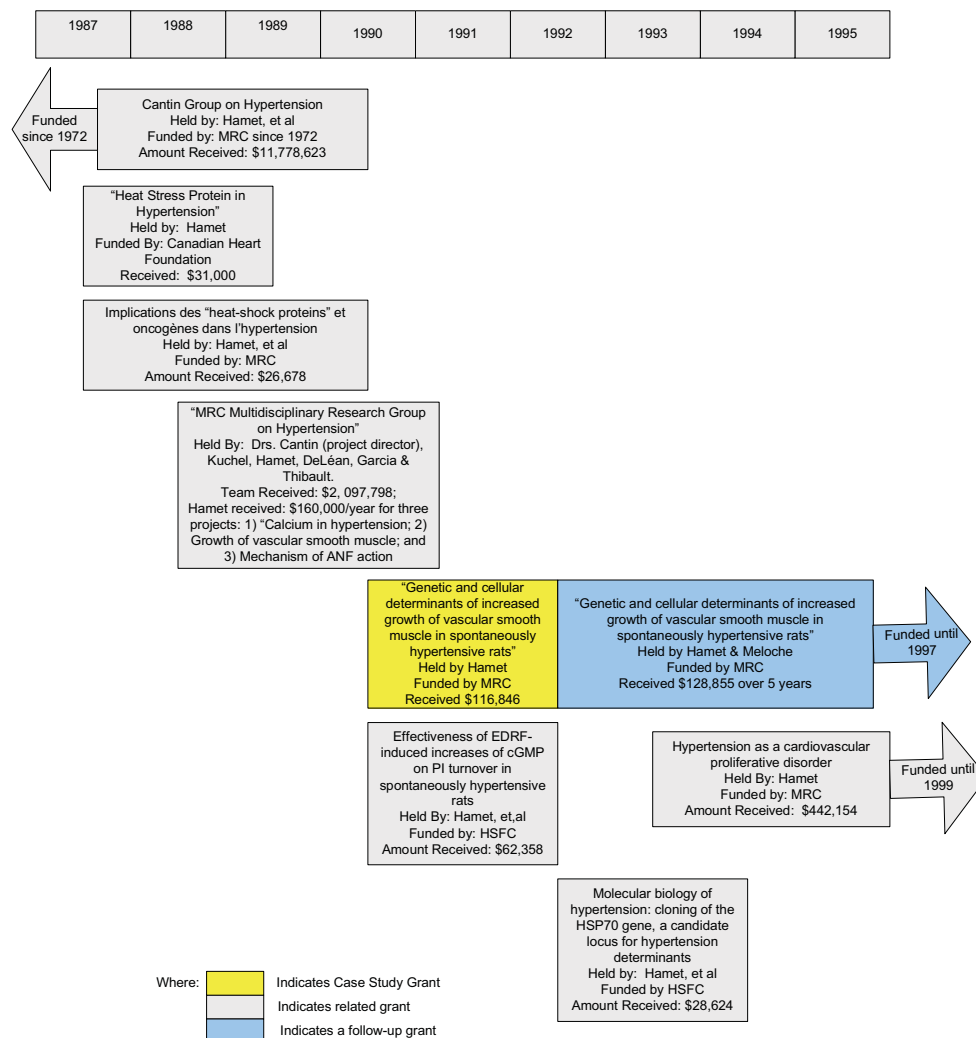 1987 1988 1989 1990 1991 1992 1993 1994 1995
Funded
since 1972
Cantin Group on Hypertension
Held by: Hamet, et al
Funded by: MRC since 1972
Amount Received: $11,778,623
“Heat Stress Protein in
Hypertension”
Held by:  Hamet
Funded By: Canadian Heart
Foundation
Received:  $31,000
Implications des “heat-shock proteins” et
oncogènes dans l’hypertension
Held by: Hamet, et al
Funded by: MRC
Amount Received: $26,678
“MRC Multidisciplinary Research Group
on Hypertension”
Held By:  Drs. Cantin (project director),
Kuchel, Hamet, DeLéan, Garcia &
Thibault.
Team Received: $2, 097,798;
Hamet received: $160,000/year for three
projects: 1) “Calcium in hypertension; 2)
Growth of vascular smooth muscle; and
3) Mechanism of ANF action
“Genetic and cellular
determinants of increased
growth of vascular smooth
muscle in spontaneously
hypertensive rats”
Held by Hamet
Funded by MRC
Received $116,846
“Genetic and cellular determinants of increased
growth of vascular smooth muscle in
spontaneously hypertensive rats”
Held by Hamet & Meloche
Funded by MRC
Received $128,855 over 5 years
Funded until
1997
Effectiveness of EDRF-
induced increases of cGMP
on PI turnover in
spontaneously hypertensive
rats
Held By: Hamet, et,al
Funded by: HSFC
Amount Received: $62,358
Hypertension as a cardiovascular
proliferative disorder
Held By: Hamet
Funded by: MRC
Amount Received: $442,154
Funded until
1999
Molecular biology of
hypertension: cloning of the
HSP70 gene, a candidate
locus for hypertension
determinants
Held by:  Hamet, et al
Funded by HSFC
Amount Received: $28,624
Where:
Indicates Case Study Grant
Indicates related grant
Indicates a follow-up grant